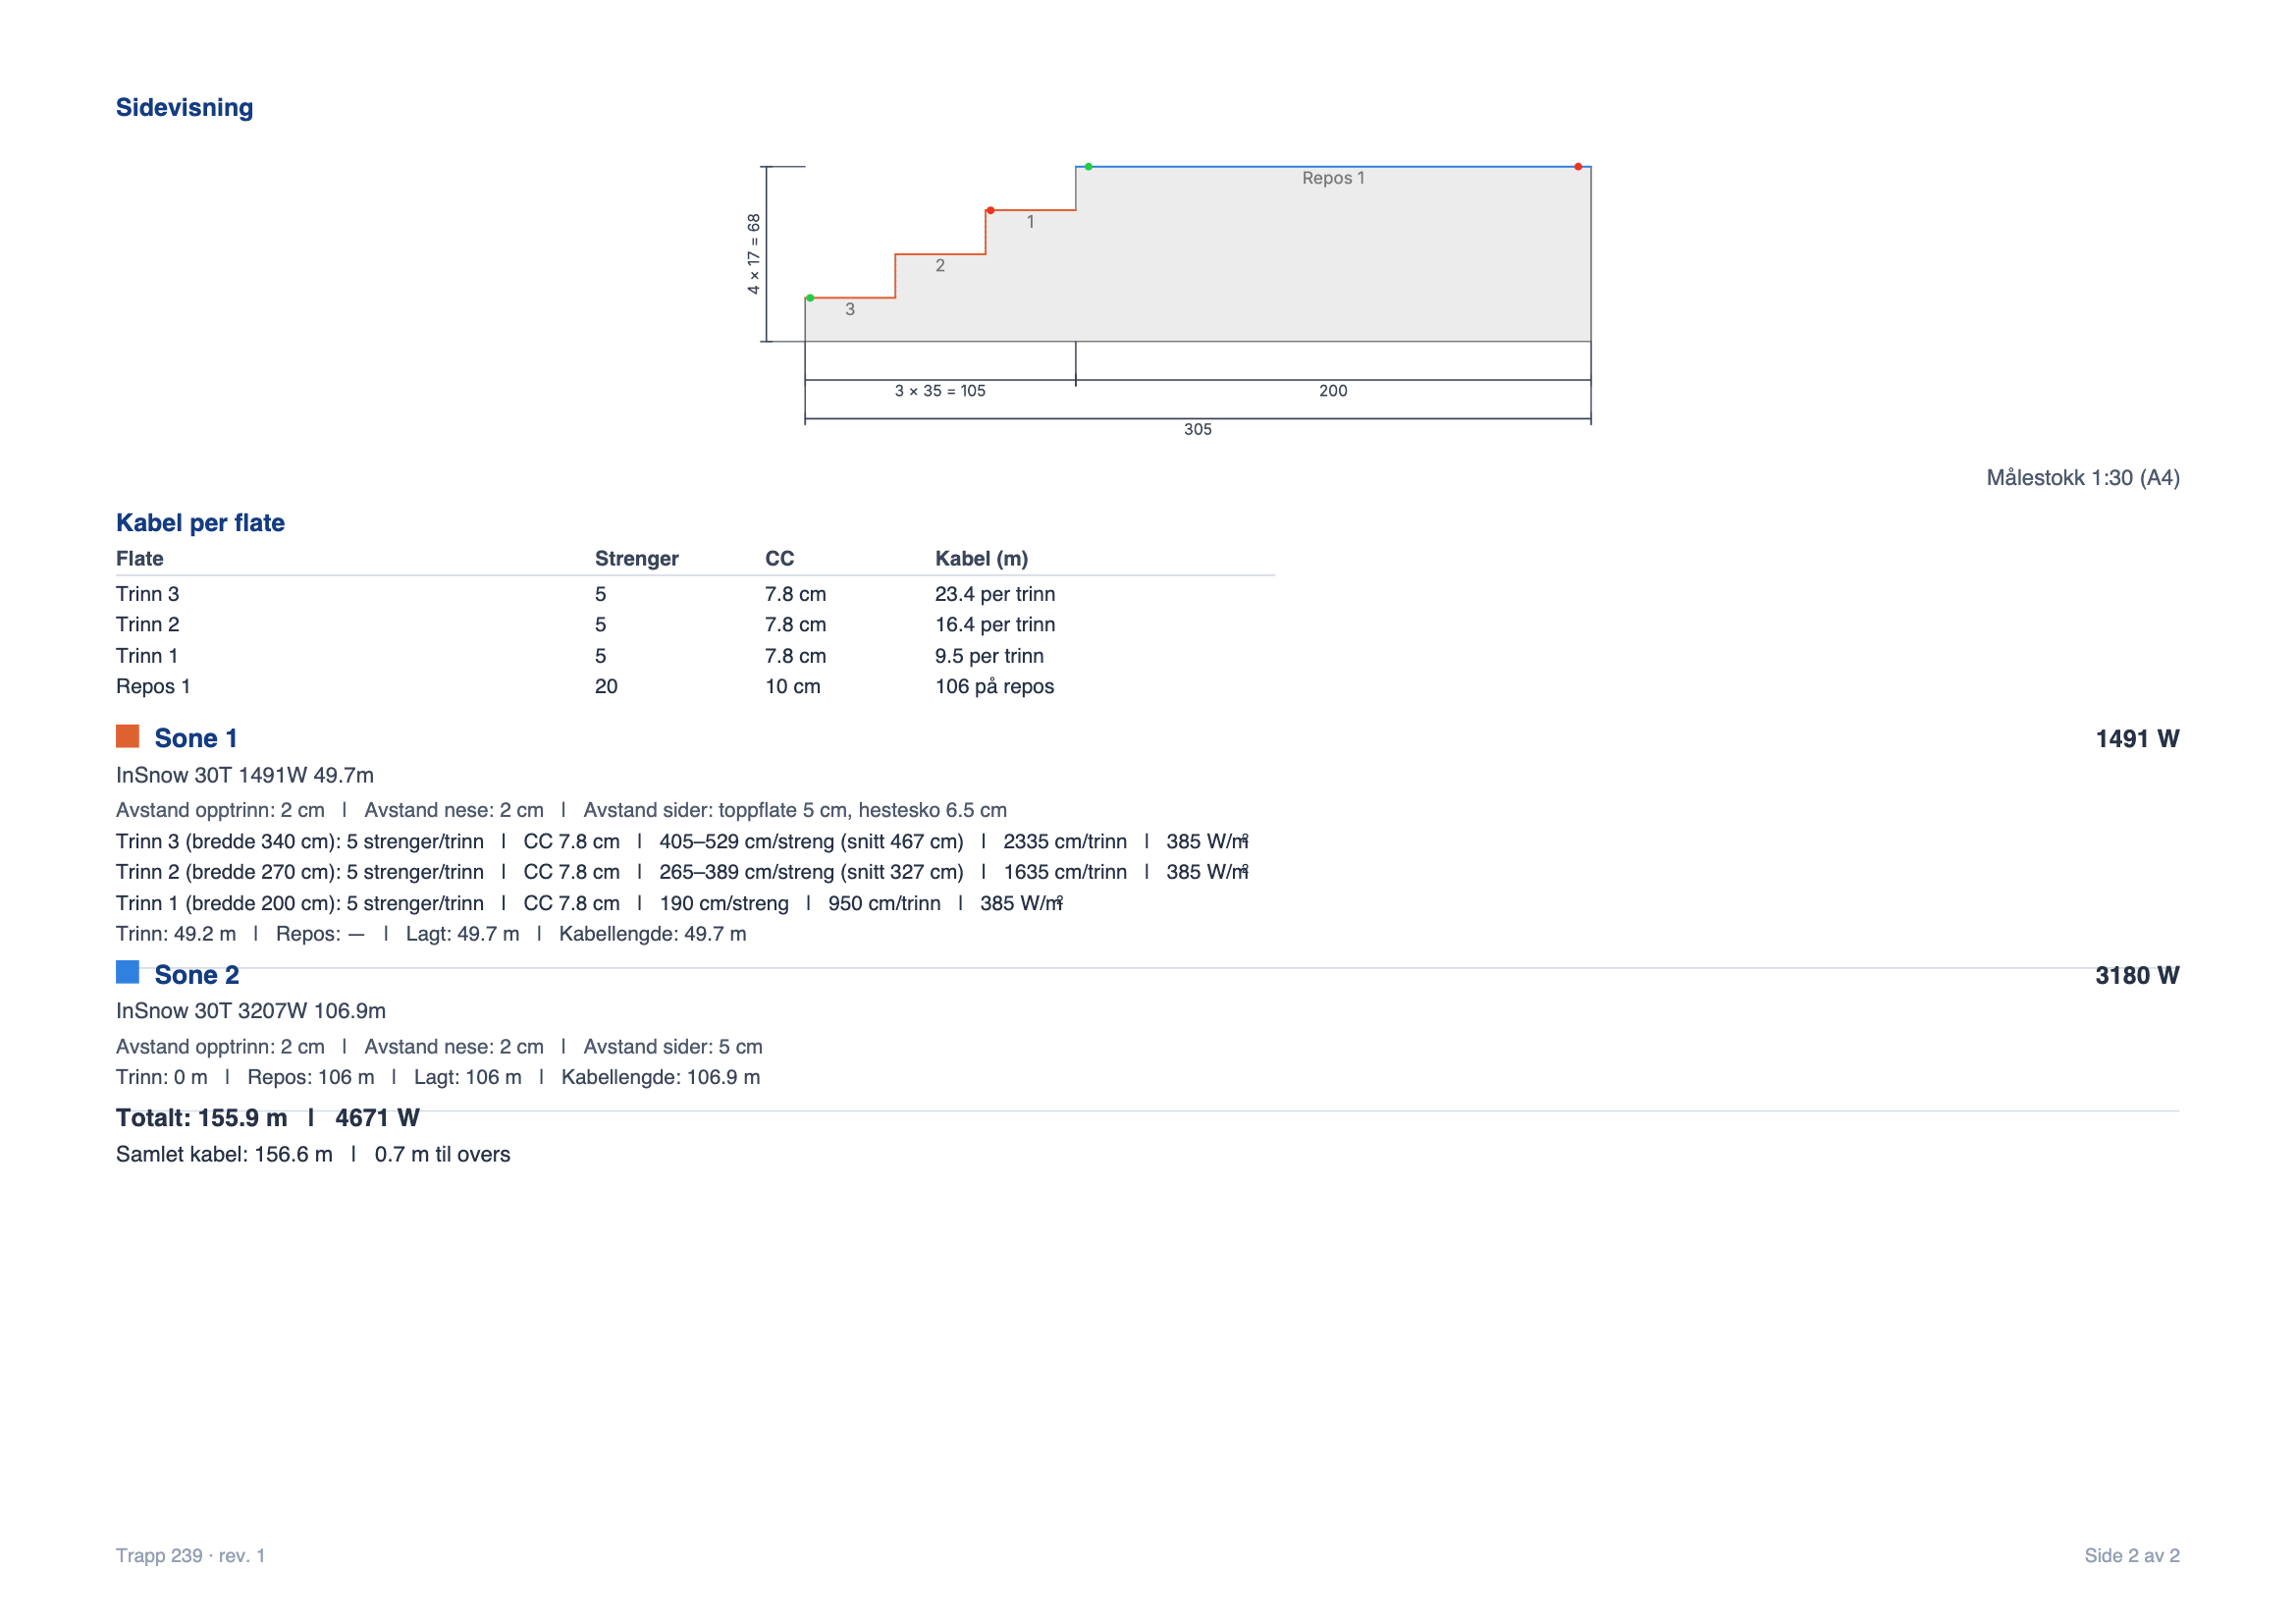 Sidevisning
Repos 1
1
2
3
4 × 17 = 68
3 × 35 = 105
200
305
Målestokk 1:30 (A4)
Kabel per flate
Flate Strenger CC Kabel (m)
Trinn 3 5 7.8 cm 23.4 per trinn
Trinn 2 5 7.8 cm 16.4 per trinn
Trinn 1 5 7.8 cm 9.5 per trinn
Repos 1 20 10 cm 106 på repos
Sone 1 1491 W
InSnow 30T 1491W 49.7m
Avstand opptrinn: 2 cm | Avstand nese: 2 cm | Avstand sider: toppflate 5 cm, hestesko 6.5 cm
Trinn 3 (bredde 340 cm): 5 strenger/trinn | CC 7.8 cm | 405–529 cm/streng (snitt 467 cm) | 2335 cm/trinn | 385 W/m²
Trinn 2 (bredde 270 cm): 5 strenger/trinn | CC 7.8 cm | 265–389 cm/streng (snitt 327 cm) | 1635 cm/trinn | 385 W/m²
Trinn 1 (bredde 200 cm): 5 strenger/trinn | CC 7.8 cm | 190 cm/streng | 950 cm/trinn | 385 W/m²
Trinn: 49.2 m | Repos: — | Lagt: 49.7 m | Kabellengde: 49.7 m
Sone 2 3180 W
InSnow 30T 3207W 106.9m
Avstand opptrinn: 2 cm | Avstand nese: 2 cm | Avstand sider: 5 cm
Trinn: 0 m | Repos: 106 m | Lagt: 106 m | Kabellengde: 106.9 m
Totalt: 155.9 m | 4671 W
Samlet kabel: 156.6 m | 0.7 m til overs
Trapp 239 · rev. 1 Side 2 av 2